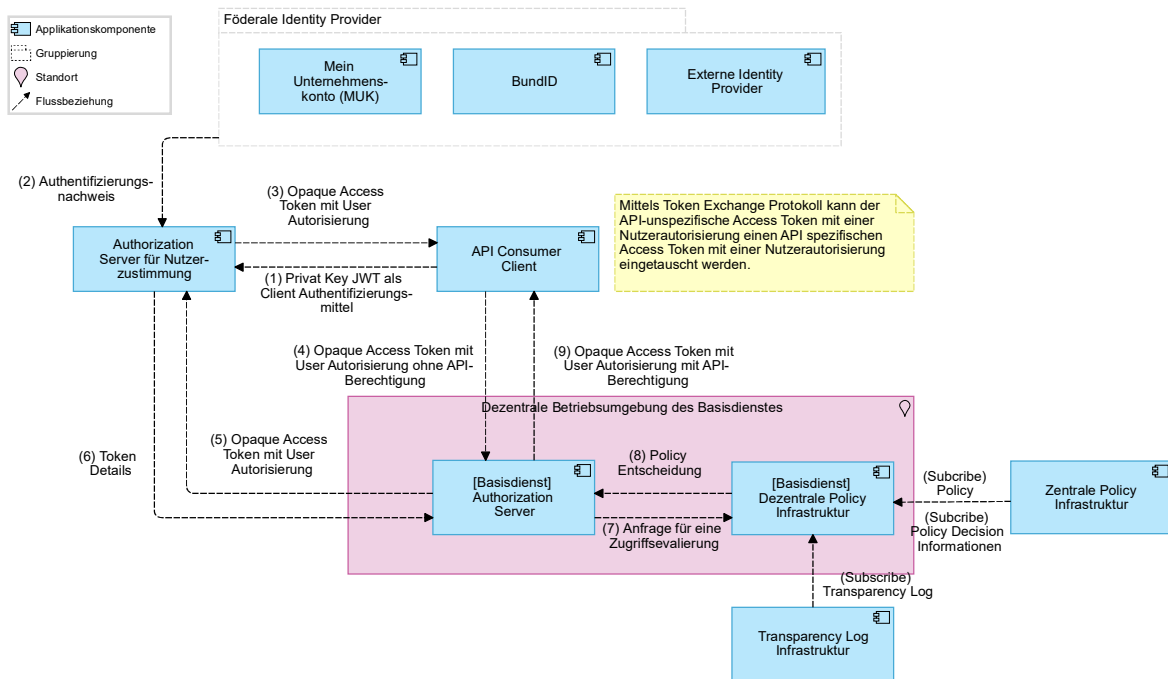 Applikationskomponente
Gruppierung
Standort
Flussbeziehung
Föderale Identity Provider
Mein
Unternehmens-
konto (MUK)
BundID
Externe Identity
Provider
(2) Authentifizierungs-
nachweis
(3) Opaque Access
Token mit User
Autorisierung
Mittels Token Exchange Protokoll kann der
API-unspezifische Access Token mit einer
Nutzerautorisierung einen API spezifischen
Access Token mit einer Nutzerautorisierung
eingetauscht werden.
Authorization
Server für Nutzer-
zustimmung
API Consumer
Client
(1) Privat Key JWT als
Client Authentifizierungs-
mittel
(4) Opaque Access Token mit
User Autorisierung ohne API-
Berechtigung
(9) Opaque Access Token mit
User Autorisierung mit API-
Berechtigung
Dezentrale Betriebsumgebung des Basisdienstes
(5) Opaque Access
Token mit User
Autorisierung
(6) Token
Details
(8) Policy
Entscheidung
[Basisdienst]
Authorization
Server
[Basisdienst]
Dezentrale Policy
Infrastruktur
(Subcribe)
Policy
Zentrale Policy
Infrastruktur
(7) Anfrage für eine
Zugriffsevalierung
(Subcribe)
Policy Decision
Informationen
(Subscribe)
Transparency Log
Transparency Log
Infrastruktur